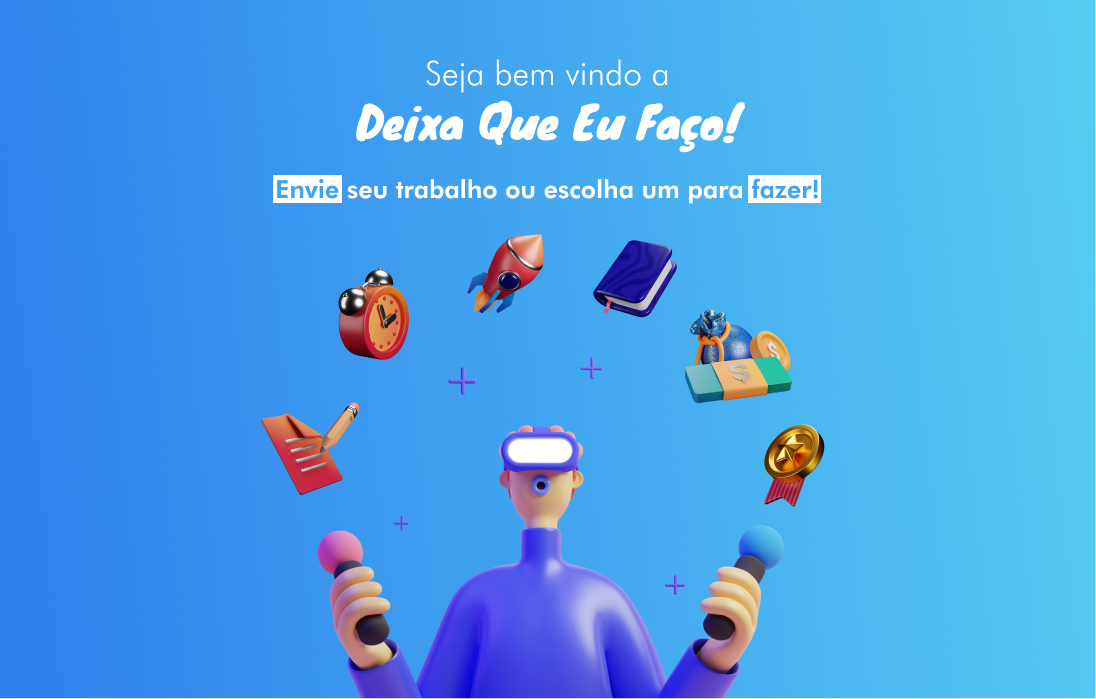 Seja bem vindo a
Deixa Que Eu Faço!
Envie seu trabalho ou escolha um para fazer!
$
$